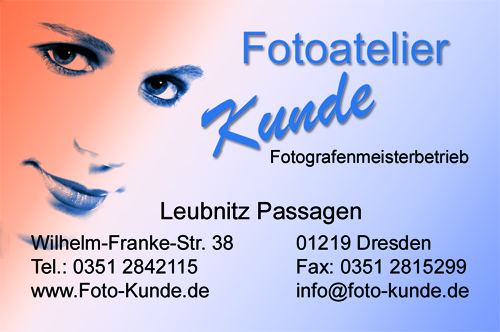 Fotoatelier
Kunde
Fotografenmeisterbetrieb
Leubnitz Passagen
Wilhelm-Franke-Str. 38 01219 Dresden
Tel.: 0351 2842115 Fax: 0351 2815299
www.Foto-Kunde.de info@foto-kunde.de